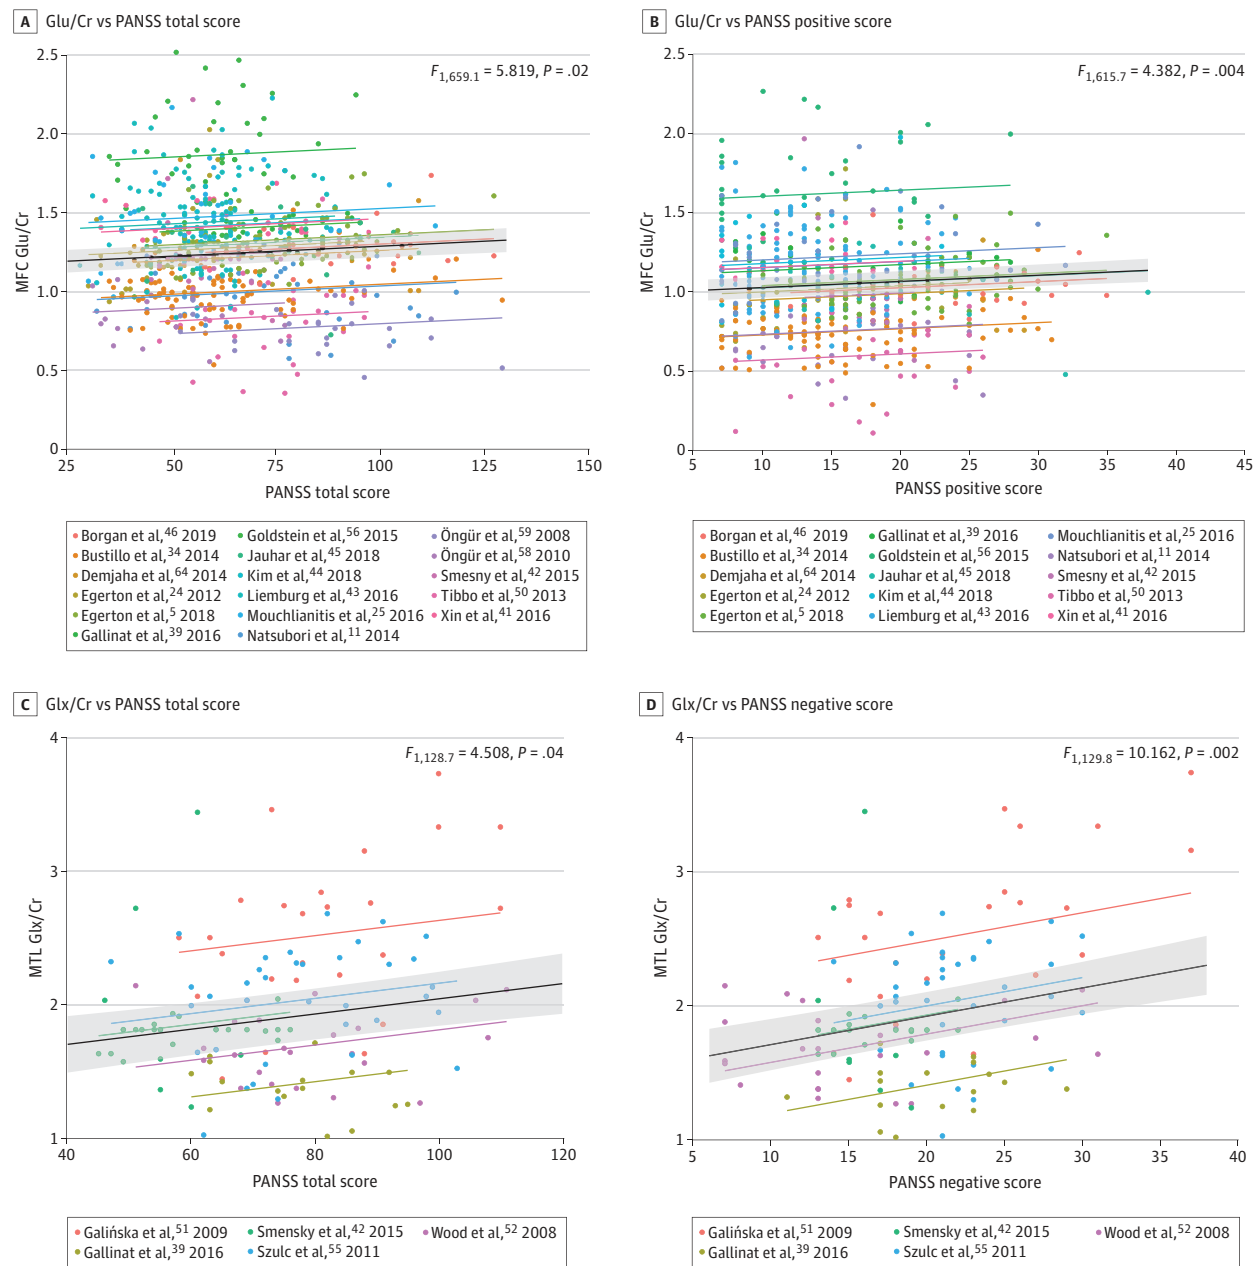 A Glu/Cr vs PANSS total score
2.5
2.0
1.5
1.0
0.5
0
MFC Glu/Cr
F1,659.1 = 5.819, P = .02
25 50 75 100 125 150
PANSS total score
Borgan et al,46 2019 Goldstein et al,56 2015 Öngür et al,59 2008
Bustillo et al,34 2014 Jauhar et al,45 2018 Öngür et al,58 2010
Demjaha et al,64 2014 Kim et al,44 2018 Smesny et al,42 2015
Egerton et al,24 2012 Liemburg et al,43 2016 Tibbo et al,50 2013
Egerton et al,5 2018 Mouchlianitis et al,25 2016 Xin et al,41 2016
Gallinat et al,39 2016 Natsubori et al,11 2014
B Glu/Cr vs PANSS positive score
2.5
2.0
1.5
1.0
0.5
0
MFC Glu/Cr
F1,615.7 = 4.382, P = .004
5 10 15 20 25 30 35 40 45
PANSS positive score
Borgan et al,46 2019 Gallinat et al,39 2016 Mouchlianitis et al,25 2016
Bustillo et al,34 2014 Goldstein et al,56 2015 Natsubori et al,11 2014
Demjaha et al,64 2014 Jauhar et al,45 2018 Smesny et al,42 2015
Egerton et al,24 2012 Kim et al,44 2018 Tibbo et al,50 2013
Egerton et al,5 2018 Liemburg et al,43 2016 Xin et al,41 2016
C Glx/Cr vs PANSS total score
4
3
2
1
MTL Glx/Cr
F1,128.7 = 4.508, P = .04
40 60 80 100 120
PANSS total score
Galińska et al,51 2009 Smensky et al,42 2015 Wood et al,52 2008
Gallinat et al,39 2016 Szulc et al,55 2011
D Glx/Cr vs PANSS negative score
4
3
2
1
MTL Glx/Cr
F1,129.8 = 10.162, P = .002
5 10 15 20 25 30 35 40
PANSS negative score
Galińska et al,51 2009 Smensky et al,42 2015 Wood et al,52 2008
Gallinat et al,39 2016 Szulc et al,55 2011